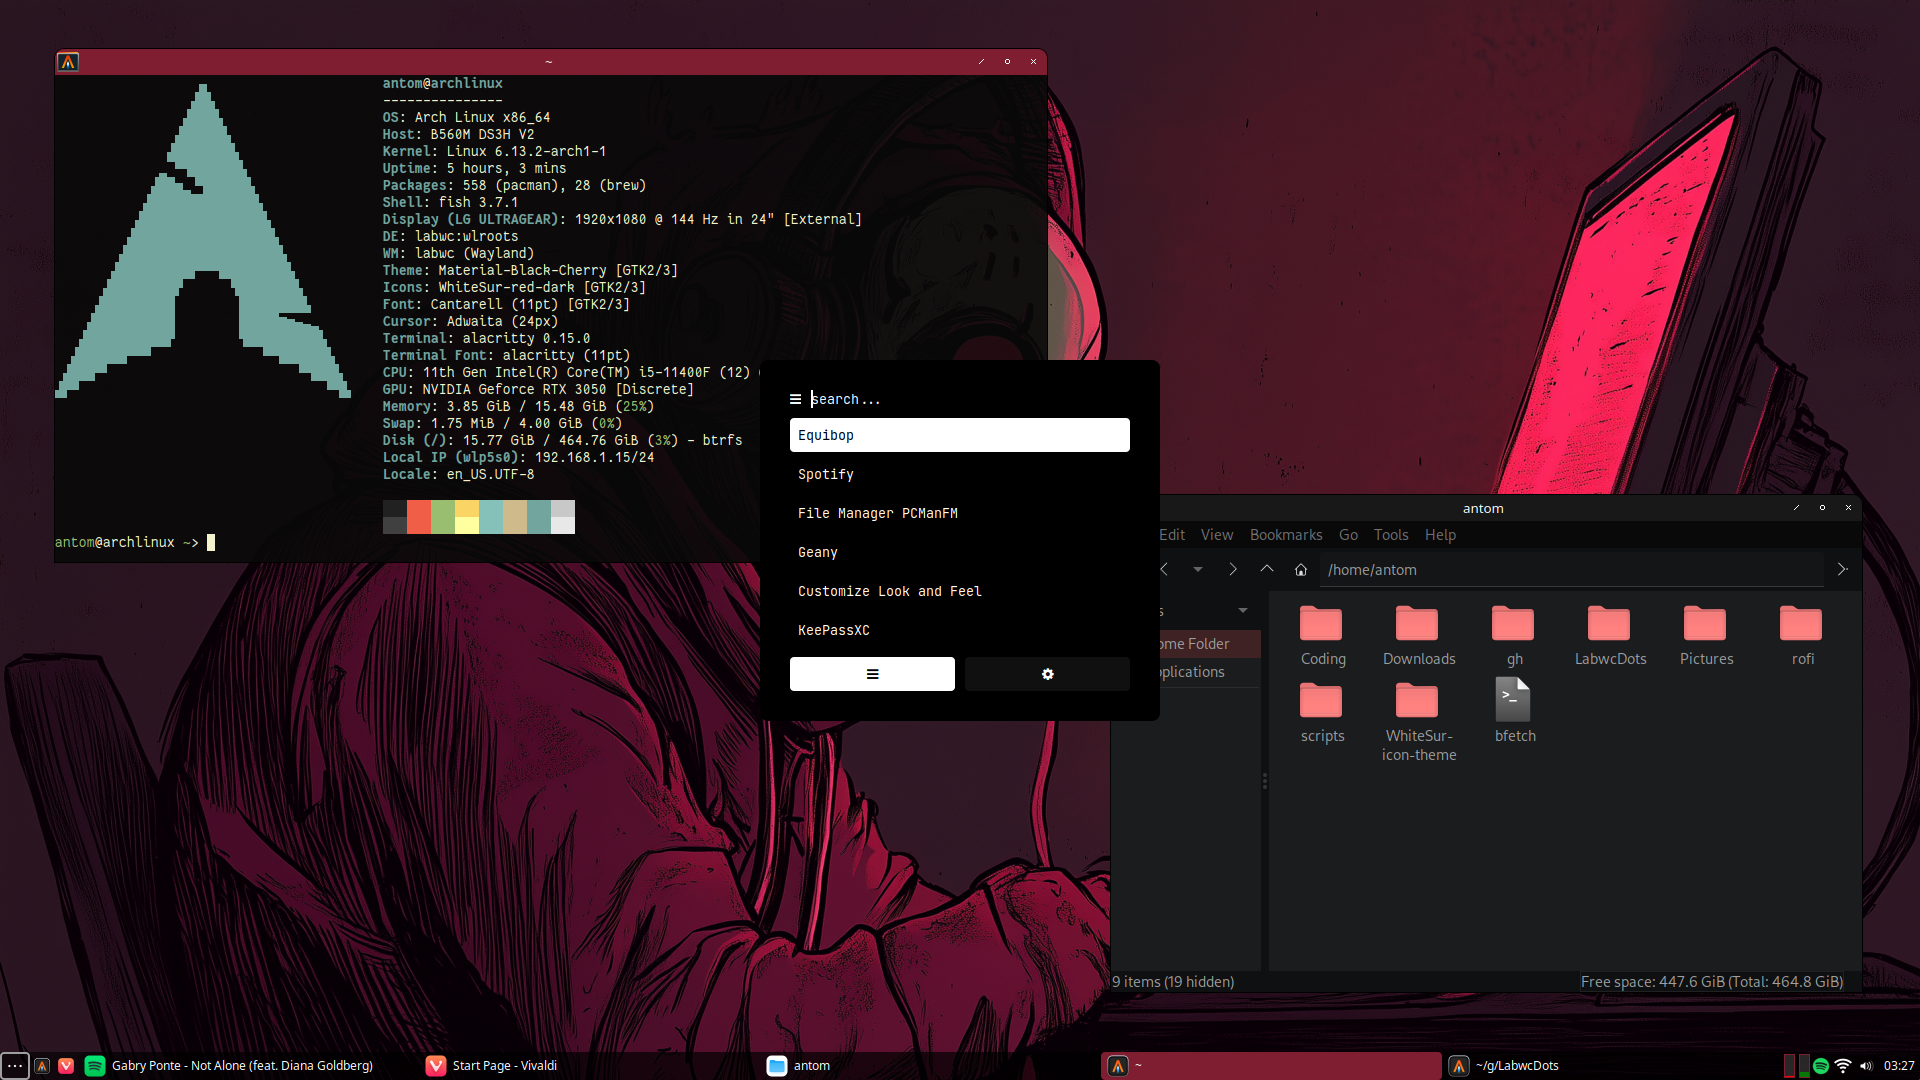 ~
antom@archlinux
---------------
OS: Arch Linux x86_64
Host: B560M DS3H V2
Kernel: Linux 6.13.2-arch1-1
Uptime: 5 hours, 3 mins
Packages: 558 (pacman), 28 (brew)
Shell: fish 3.7.1
Display (LG ULTRAGEAR): 1920x1080 @ 144 Hz in 24" [External]
DE: labwc:wlroots
WM: labwc (Wayland)
Theme: Material-Black-Cherry [GTK2/3]
Icons: WhiteSur-red-dark [GTK2/3]
Font: Cantarell (11pt) [GTK2/3]
Cursor: Adwaita (24px)
Terminal: alacritty 0.15.0
Terminal Font: alacritty (11pt)
CPU: 11th Gen Intel(R) Core(TM) i5-11400F (12)
GPU: NVIDIA Geforce RTX 3050 [Discrete]
Memory: 3.85 GiB / 15.48 GiB (25%)
Swap: 1.75 MiB / 4.00 GiB (0%)
Disk (/): 15.77 GiB / 464.76 GiB (3%) - btrfs
Local IP (wlp5s0): 192.168.1.15/24
Locale: en_US.UTF-8
antom@archlinux ~>
search...
Equibop
Spotify
File Manager PCManFM
Geany
Customize Look and Feel
KeePassXC
antom
Edit View Bookmarks Go Tools Help
/home/antom
s
ome Folder
plications
Coding Downloads gh LabwcDots Pictures rofi
scripts WhiteSur-icon-theme bfetch
9 items (19 hidden) Free space: 447.6 GiB (Total: 464.8 GiB)
Gabry Ponte - Not Alone (feat. Diana Goldberg) Start Page - Vivaldi antom ~ ~/g/LabwcDots 03:27